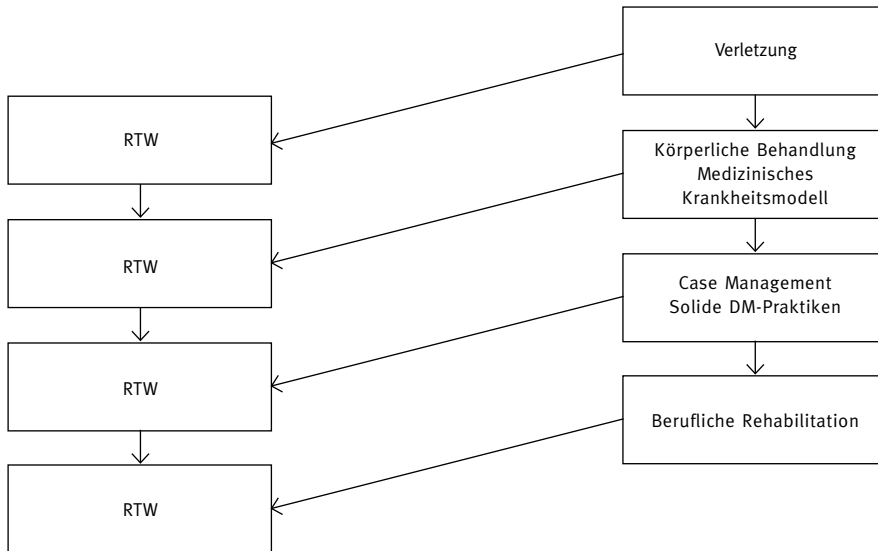 Verletzung
RTW
Körperliche Behandlung
Medizinisches
Krankheitsmodell
RTW
Case Management
Solide DM-Praktiken
RTW
Berufliche Rehabilitation
RTW